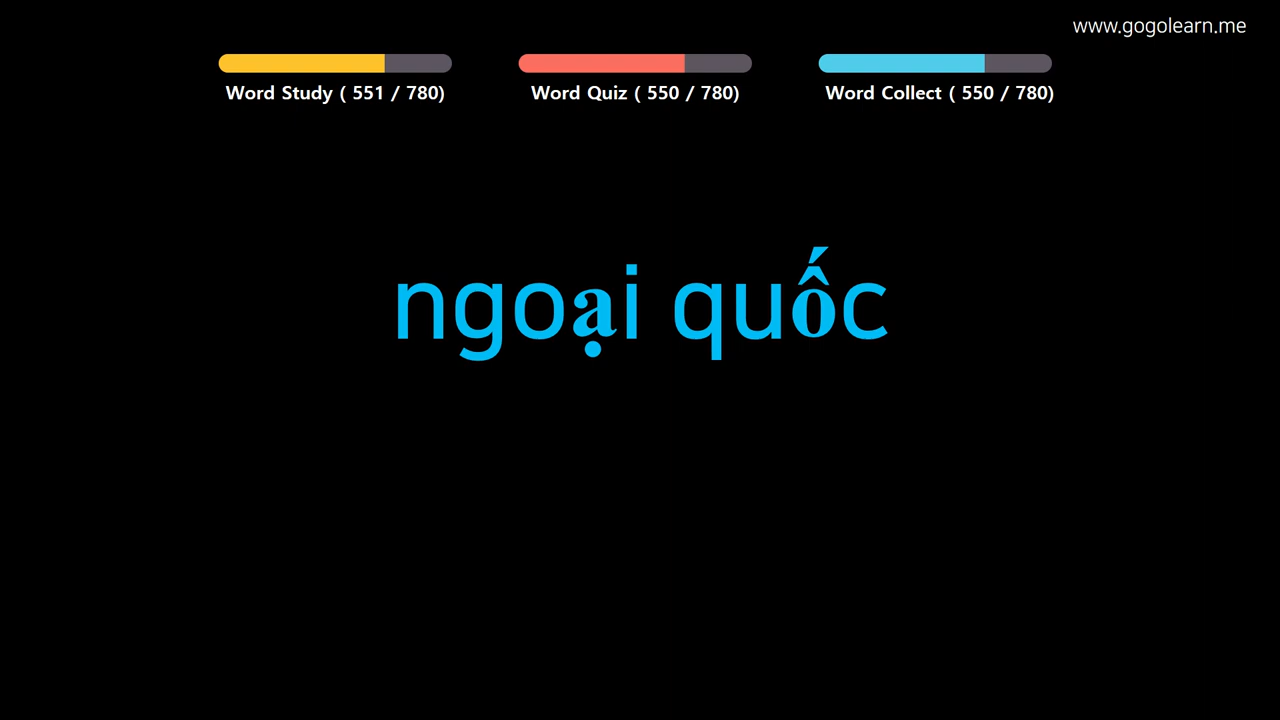 www.gogolearn.me
Word Study ( 551 / 780)
Word Quiz ( 550 / 780)
Word Collect ( 550 / 780)
ngoại quốc